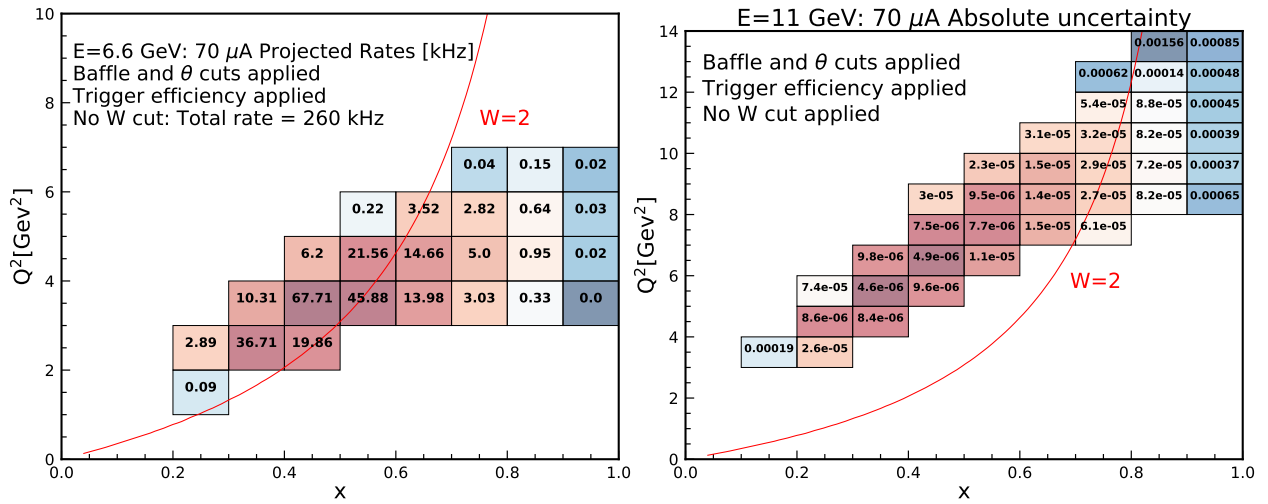 E=6.6 GeV: 70 μA Projected Rates [kHz]
Baffle and θ cuts applied
Trigger efficiency applied
No W cut: Total rate = 260 kHz
W=2
10
8
6
4
2
0
Q²[Gev²]
0.04 0.15 0.02
0.22 3.52 2.82 0.64 0.03
6.2 21.56 14.66 5.0 0.95 0.02
10.31 67.71 45.88 13.98 3.03 0.33 0.0
2.89 36.71 19.86
0.09
0.0 0.2 0.4 0.6 0.8 1.0
x
E=11 GeV: 70 μA Absolute uncertainty
Baffle and θ cuts applied
Trigger efficiency applied
No W cut applied
W=2
14
12
10
8
6
4
2
0
Q²[Gev²]
0.00156 0.00085
0.00062 0.00014 0.00048
5.4e-05 8.8e-05 0.00045
3.1e-05 3.2e-05 8.2e-05 0.00039
2.3e-05 1.5e-05 2.9e-05 7.2e-05 0.00037
3e-05 9.5e-06 1.4e-05 2.7e-05 8.2e-05 0.00065
7.5e-06 7.7e-06 1.5e-05 6.1e-05
9.8e-06 4.9e-06 1.1e-05
7.4e-05 4.6e-06 9.6e-06
8.6e-06 8.4e-06
0.00019 2.6e-05
0.0 0.2 0.4 0.6 0.8 1.0
x